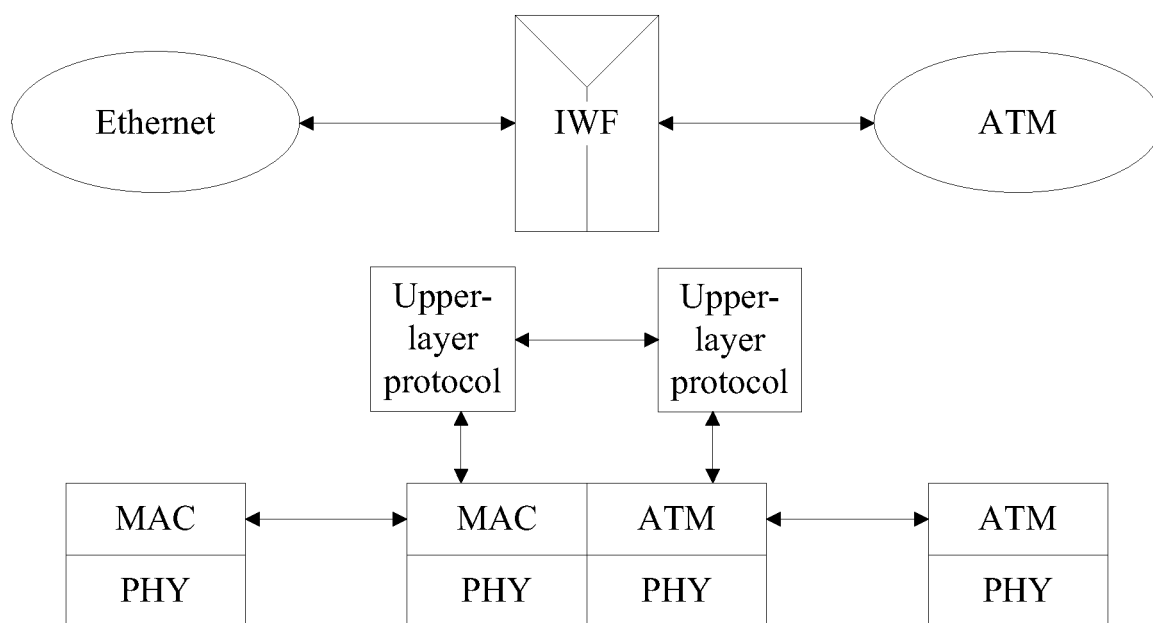 Ethernet
IWF
ATM
Upper-
layer
protocol
Upper-
layer
protocol
MAC
MAC
ATM
ATM
PHY
PHY
PHY
PHY